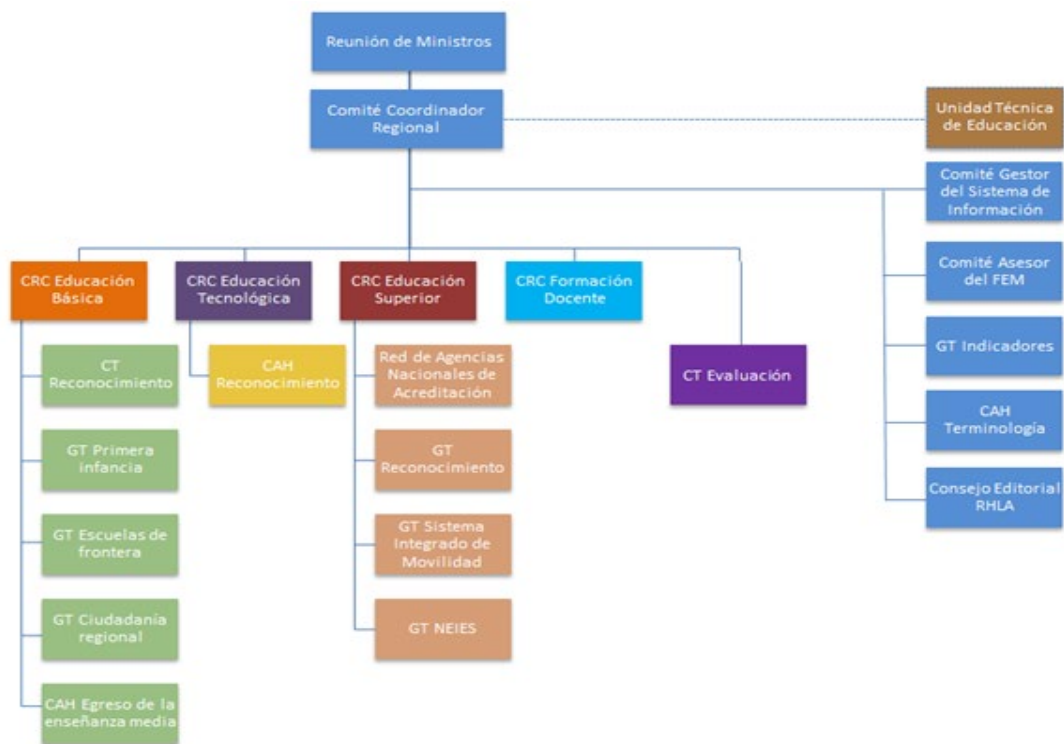 Reunión de Ministros
Comité Coordinador
Regional
Unidad Técnica
de Educación
Comité Gestor
del Sistema de
Información
Comité Asesor
del FEM
GT Indicadores
CAH
Terminología
Consejo Editorial
RHLA
CRC Educación
Básica
CRC Educación
Tecnológica
CRC Educación
Superior
CRC Formación
Docente
CT Evaluación
CT
Reconocimiento
GT Primera
infancia
GT Escuelas de
frontera
GT Ciudadanía
regional
CAH Egreso de la
enseñanza media
CAH
Reconocimiento
Red de Agencias
Nacionales de
Acreditación
GT
Reconocimiento
GT Sistema
Integrado de
Movilidad
GT NEIES